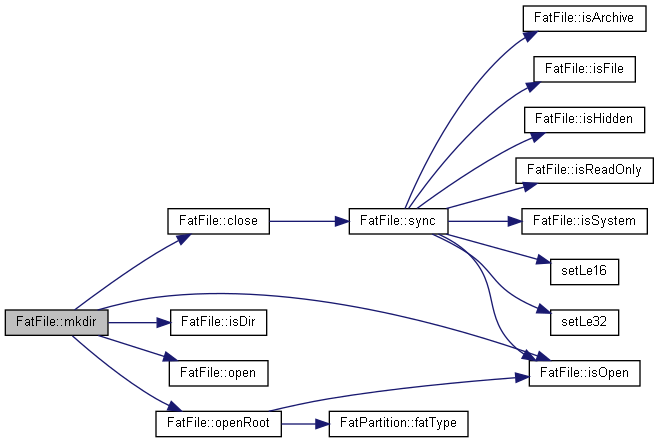 FatFile::isArchive
FatFile::isFile
FatFile::isHidden
FatFile::isReadOnly
FatFile::close
FatFile::sync
FatFile::isSystem
setLe16
FatFile::mkdir
FatFile::isDir
setLe32
FatFile::open
FatFile::isOpen
FatFile::openRoot
FatPartition::fatType